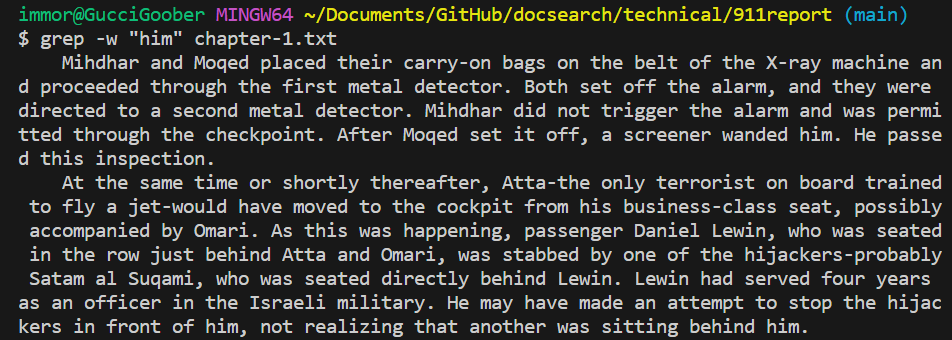 immor@GucciGoober MINGW64 ~/Documents/GitHub/docsearch/technical/911report (main)
$ grep -w "him" chapter-1.txt
    Mihdhar and Moqed placed their carry-on bags on the belt of the X-ray machine an
d proceeded through the first metal detector. Both set off the alarm, and they were
directed to a second metal detector. Mihdhar did not trigger the alarm and was permi
tted through the checkpoint. After Moqed set it off, a screener wanded him. He passe
d this inspection.
    At the same time or shortly thereafter, Atta-the only terrorist on board trained
 to fly a jet-would have moved to the cockpit from his business-class seat, possibly
 accompanied by Omari. As this was happening, passenger Daniel Lewin, who was seated
 in the row just behind Atta and Omari, was stabbed by one of the hijackers-probably
 Satam al Suqami, who was seated directly behind Lewin. Lewin had served four years
as an officer in the Israeli military. He may have made an attempt to stop the hijac
kers in front of him, not realizing that another was sitting behind him.